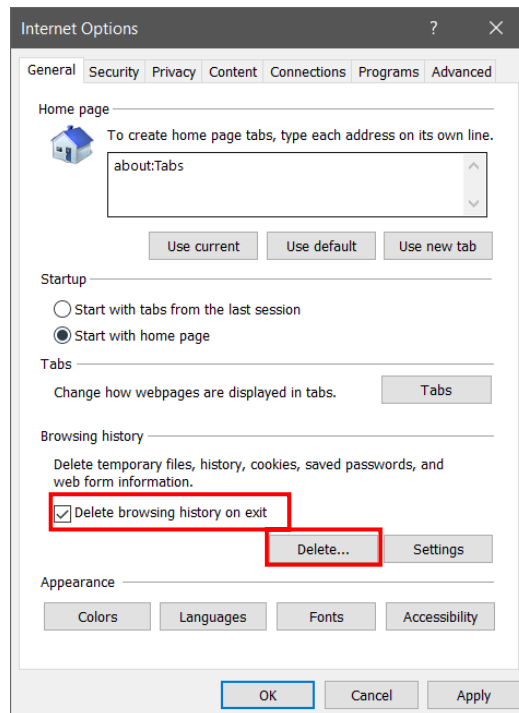 Internet Options ? ×
General Security Privacy Content Connections Programs Advanced
Home page
To create home page tabs, type each address on its own line.
about:Tabs
Use current Use default Use new tab
Startup
Start with tabs from the last session
Start with home page
Tabs
Change how webpages are displayed in tabs. Tabs
Browsing history
Delete temporary files, history, cookies, saved passwords, and
web form information.
Delete browsing history on exit
Delete... Settings
Appearance
Colors Languages Fonts Accessibility
OK Cancel Apply